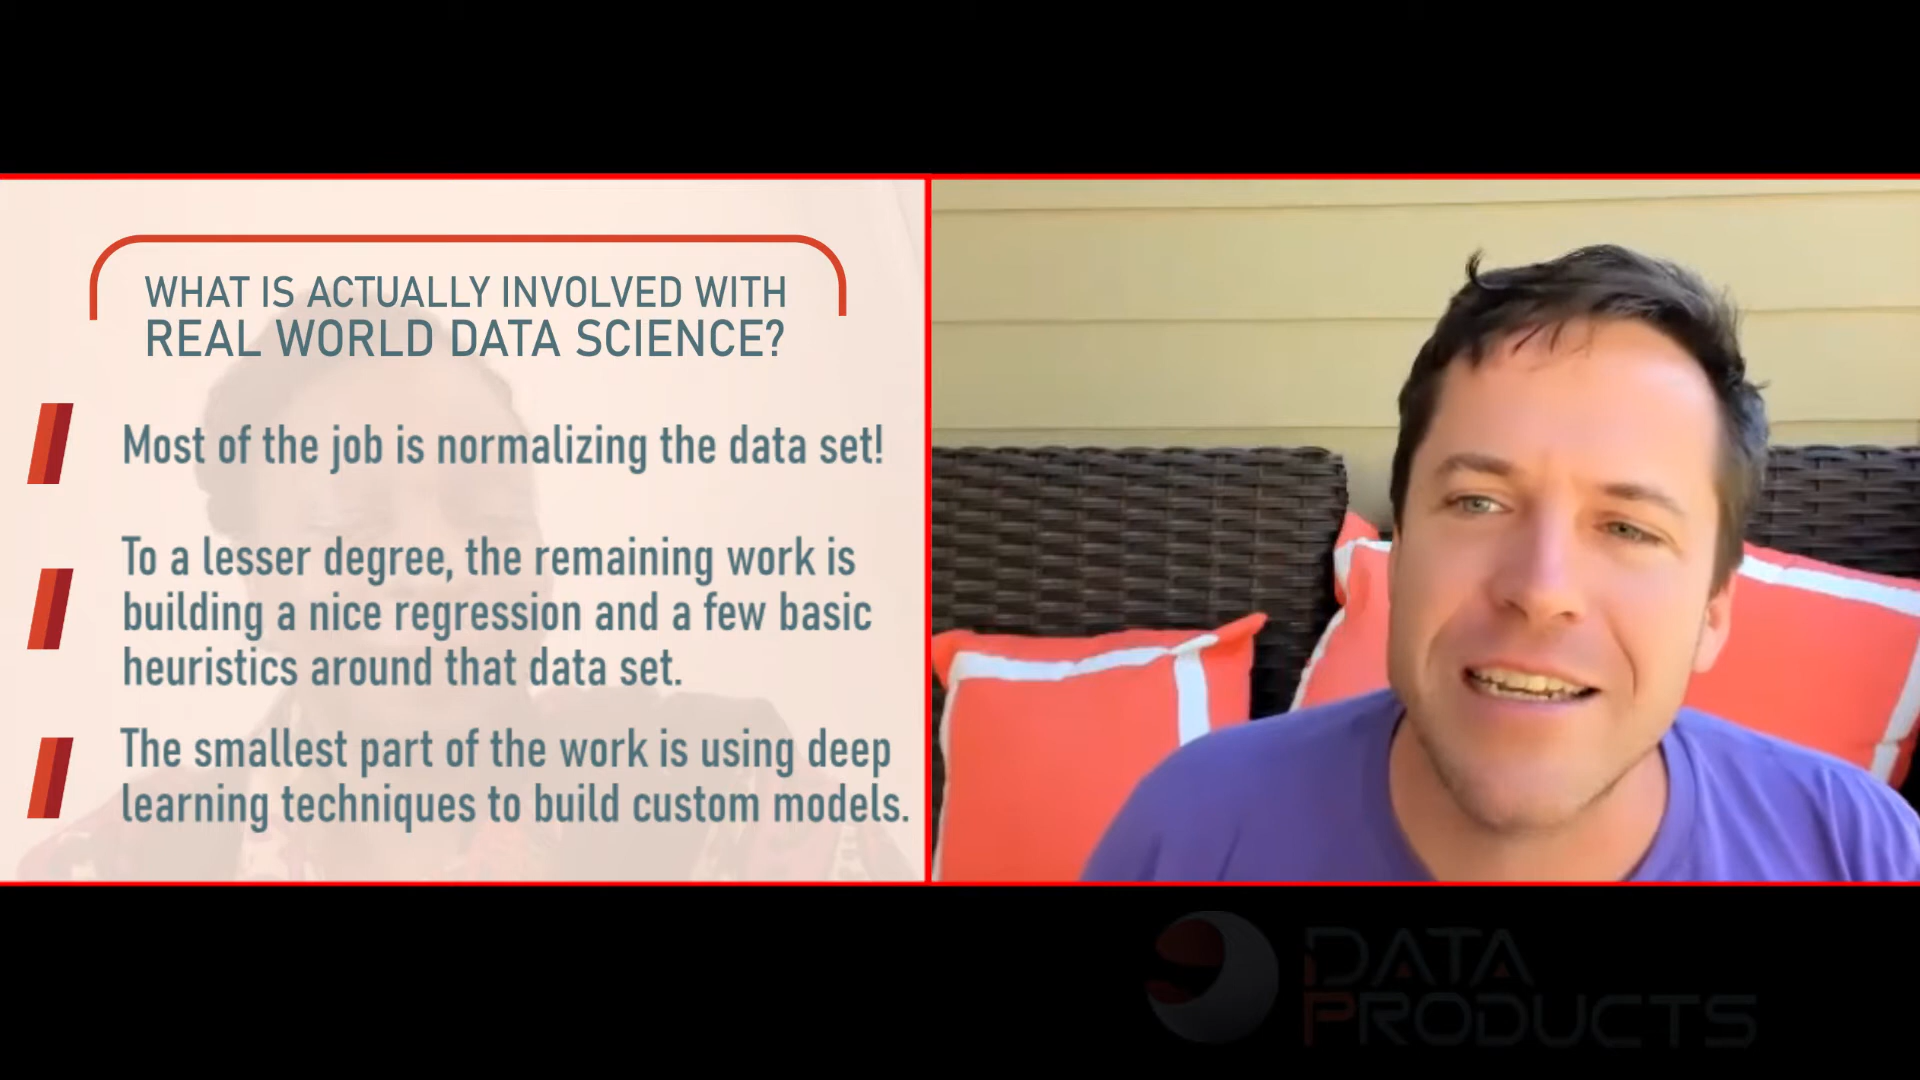 WHAT IS ACTUALLY INVOLVED WITH
REAL WORLD DATA SCIENCE?
Most of the job is normalizing the data set!
To a lesser degree, the remaining work is
building a nice regression and a few basic
heuristics around that data set.
The smallest part of the work is using deep
learning techniques to build custom models.
DATA
PRODUCTS